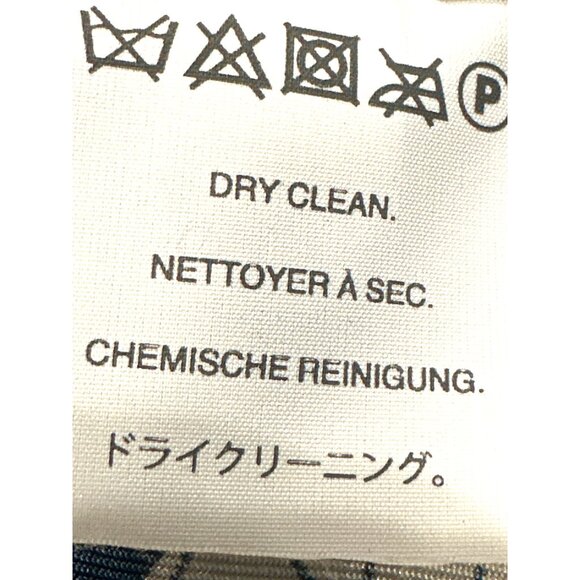 P
DRY CLEAN.
NETTOYER À SEC.
CHEMISCHE REINIGUNG.
ドライクリーニング。